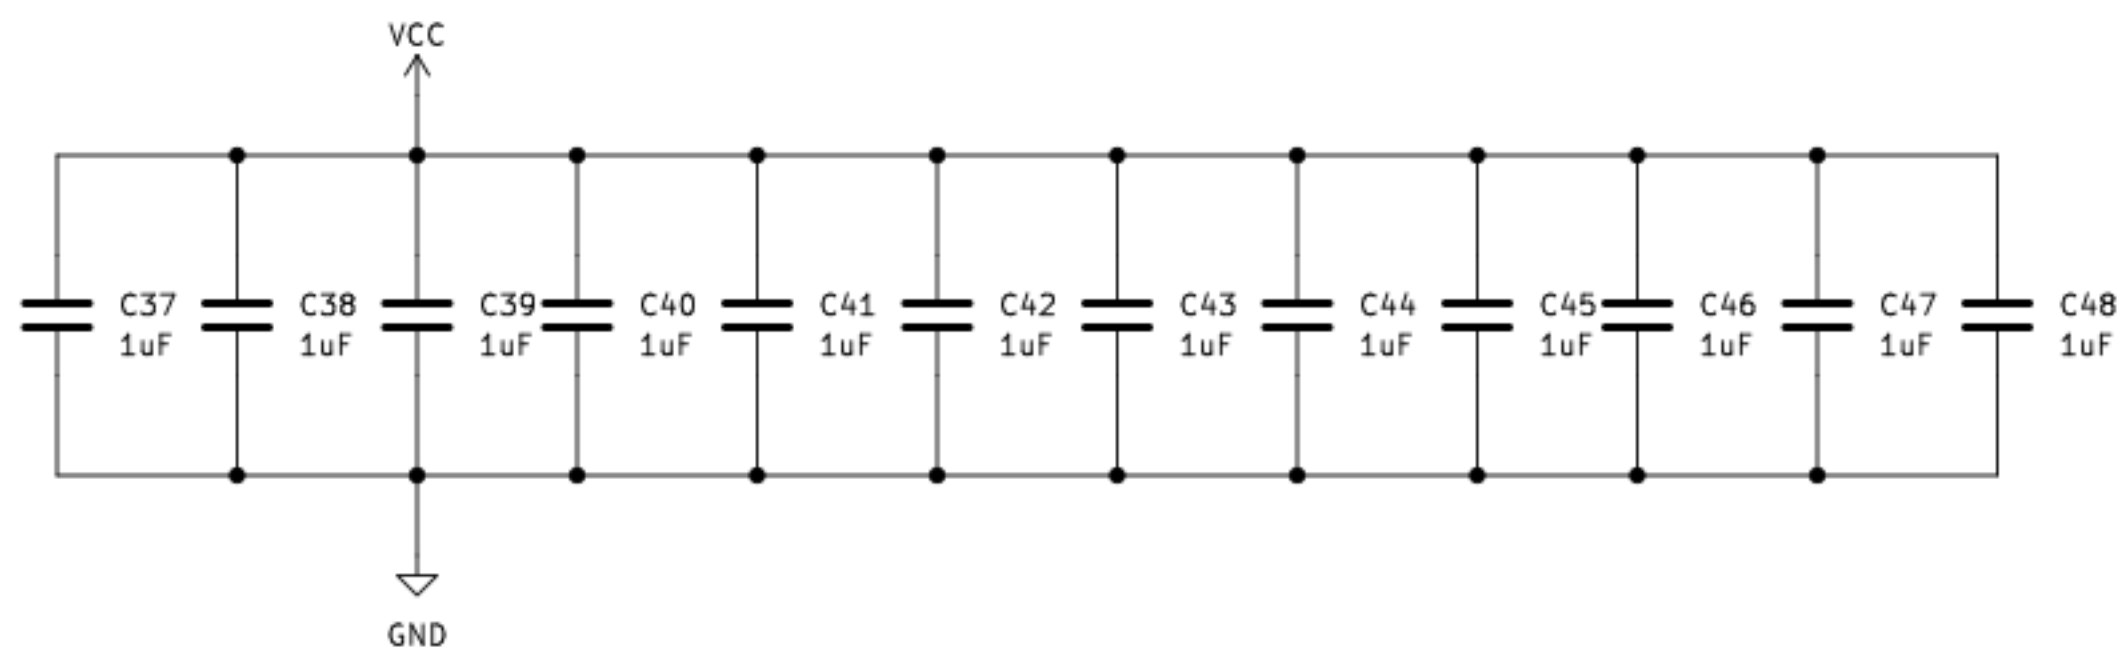 VCC
C37 C38 C39 C40 C41 C42 C43 C44 C45 C46 C47 C48
1uF 1uF 1uF 1uF 1uF 1uF 1uF 1uF 1uF 1uF 1uF 1uF
GND